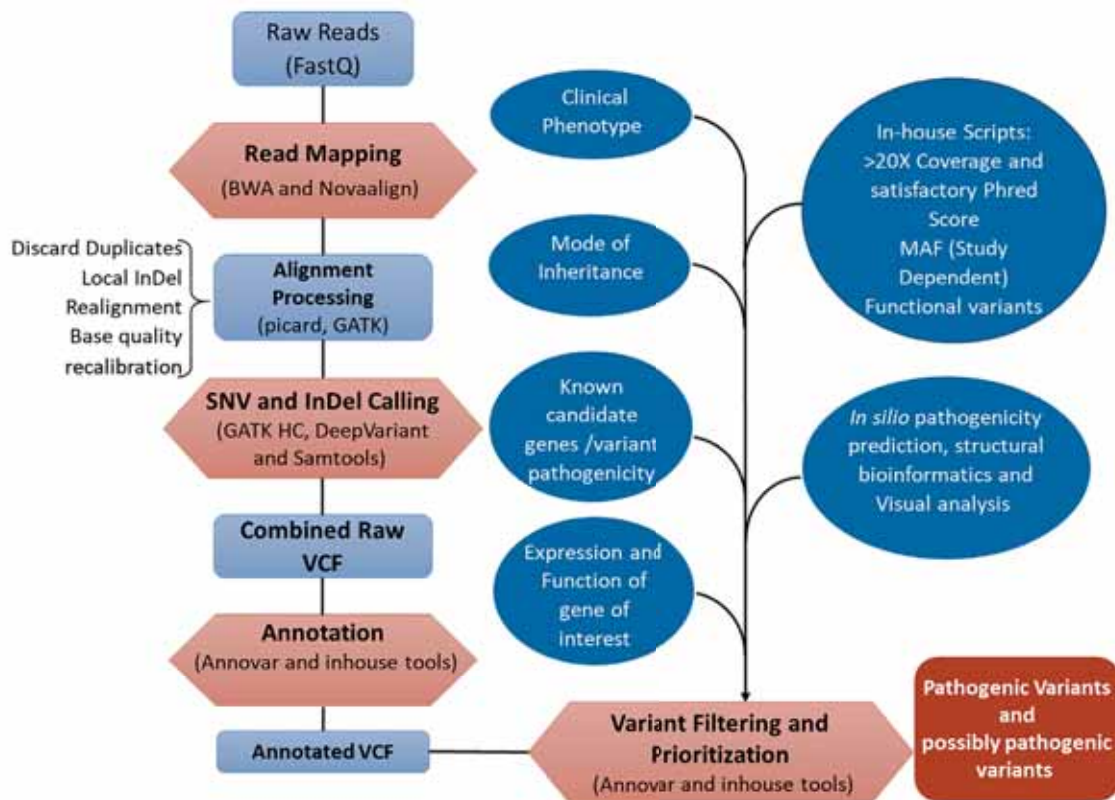 Raw Reads
(FastQ)
Read Mapping
(BWA and Novaalign)
Discard Duplicates
Local InDel
Realignment
Base quality
recalibration
Alignment
Processing
(picard, GATK)
SNV and InDel Calling
(GATK HC, DeepVariant
and Samtools)
Combined Raw
VCF
Annotation
(Annovar and inhouse tools)
Annotated VCF
Clinical
Phenotype
Mode of
Inheritance
Known
candidate
genes /variant
pathogenicity
Expression and
Function of
gene of
interest
In-house Scripts:
>20X Coverage and
satisfactory Phred
Score
MAF (Study
Dependent)
Functional variants
In silio pathogenicity
prediction, structural
bioinformatics and
Visual analysis
Variant Filtering and
Prioritization
(Annovar and inhouse tools)
Pathogenic Variants
and
possibly pathogenic
variants